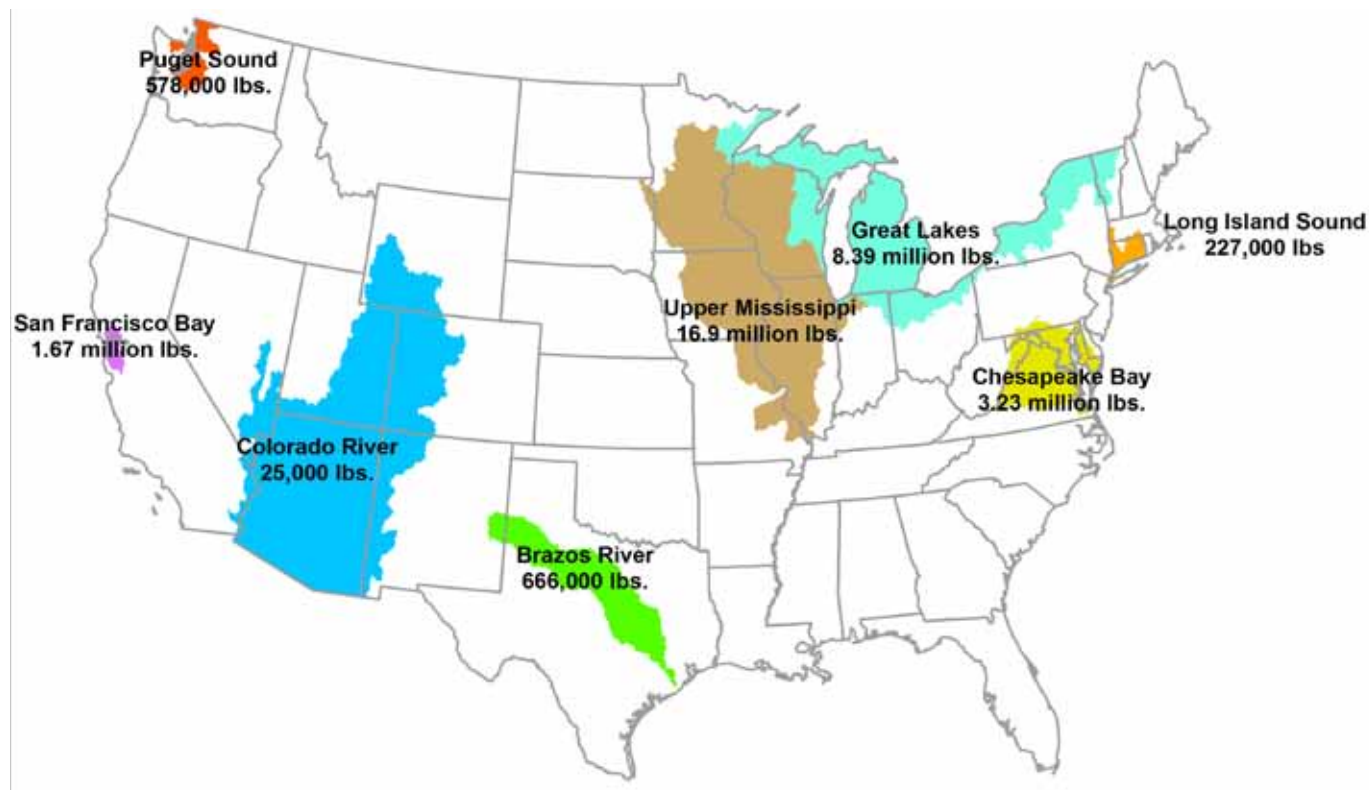 Puget Sound
578,000 lbs.
Great Lakes
8.39 million lbs.
Long Island Sound
227,000 lbs
San Francisco Bay
1.67 million lbs.
Upper Mississippi
16.9 million lbs.
Chesapeake Bay
3.23 million lbs.
Colorado River
25,000 lbs.
Brazos River
666,000 lbs.